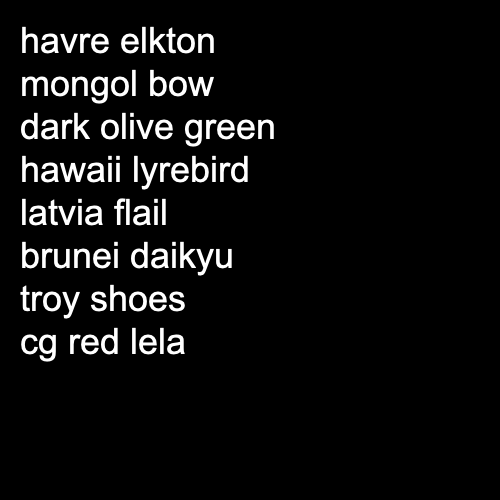 havre elkton
mongol bow
dark olive green
hawaii lyrebird
latvia flail
brunei daikyu
troy shoes
cg red lela